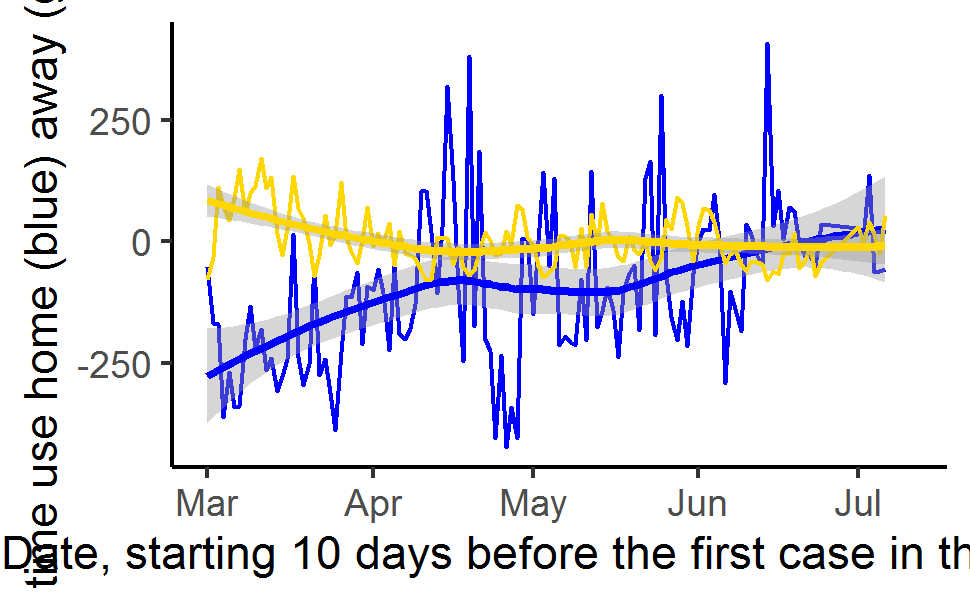 time use home (blue) away (
250
0
-250
Mar Apr May Jun Jul
Date, starting 10 days before the first case in th